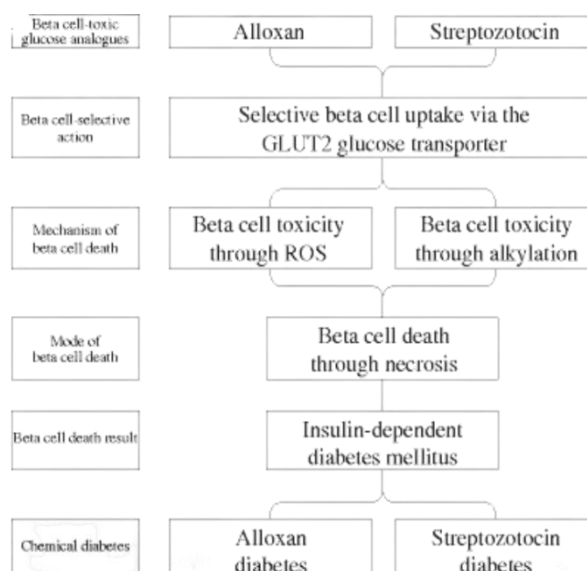 Beta cell-toxic
glucose analogues
Alloxan
Streptozotocin
Beta cell-selective
action
Selective beta cell uptake via the
GLUT2 glucose transporter
Mechanism of
beta cell death
Beta cell toxicity
through ROS
Beta cell toxicity
through alkylation
Mode of
beta cell death
Beta cell death
through necrosis
Beta cell death result
Insulin-dependent
diabetes mellitus
Chemical diabetes
Alloxan
diabetes
Streptozotocin
diabetes